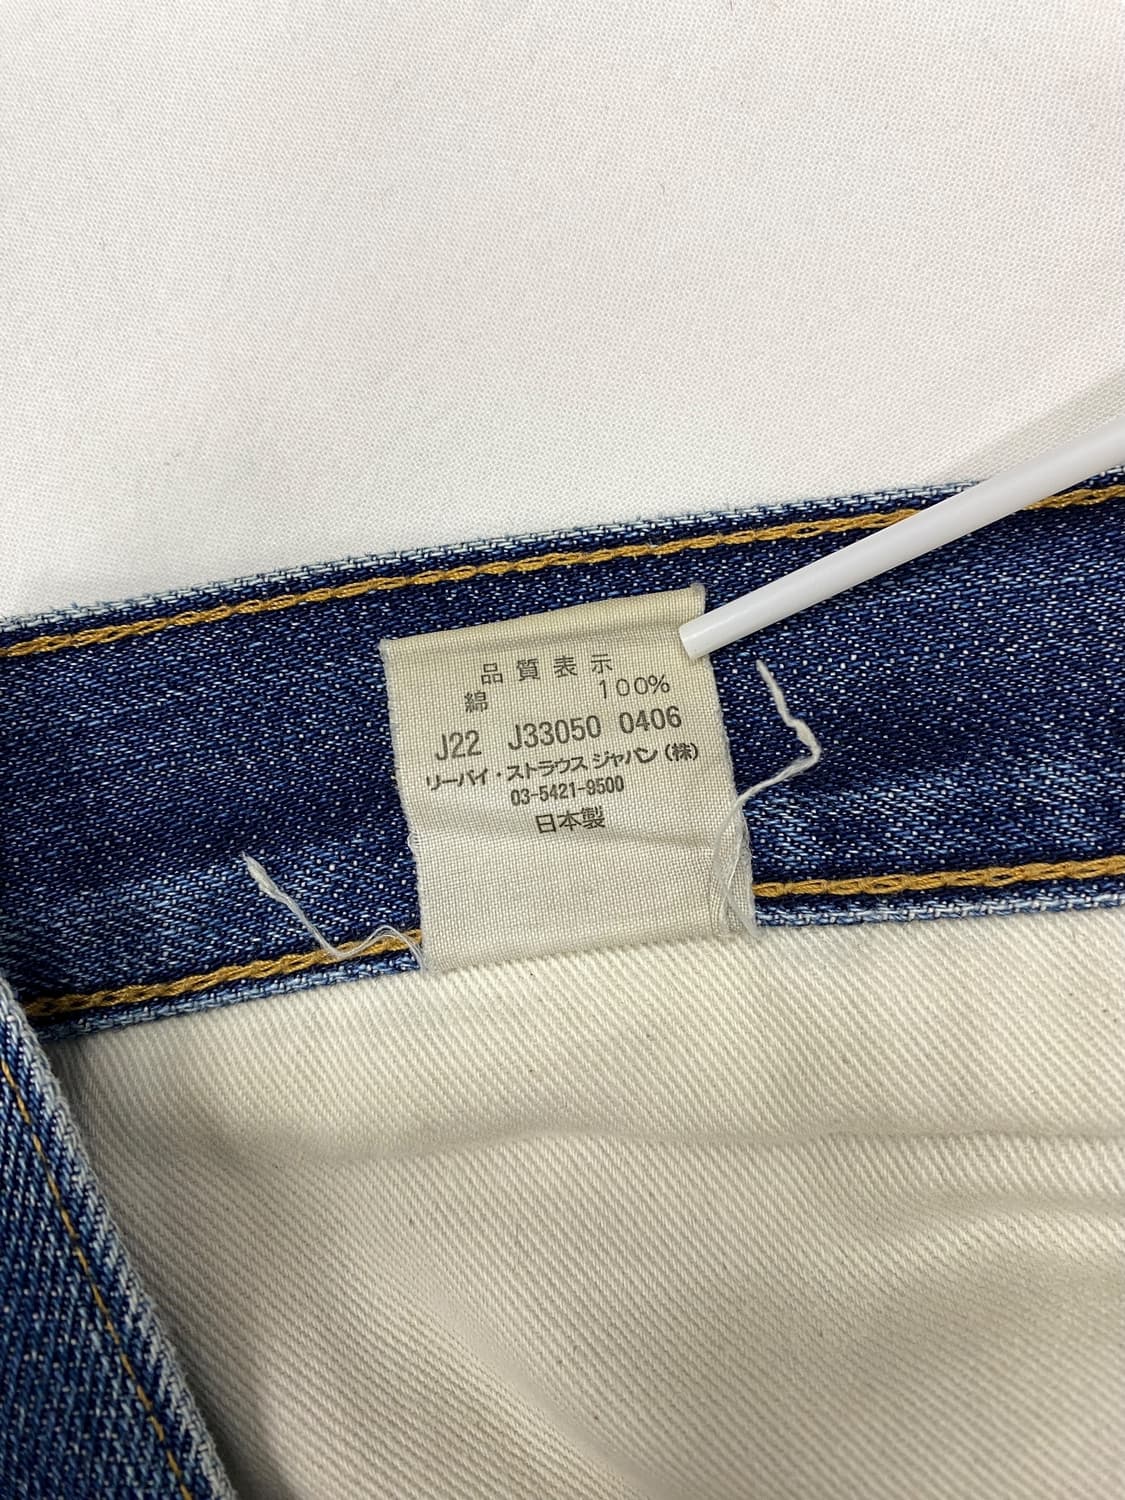 品質表示
綿 100%
J22 J33050 0406
リーバイ・ストラウス ジャパン (株)
03-5421-9500
日本製